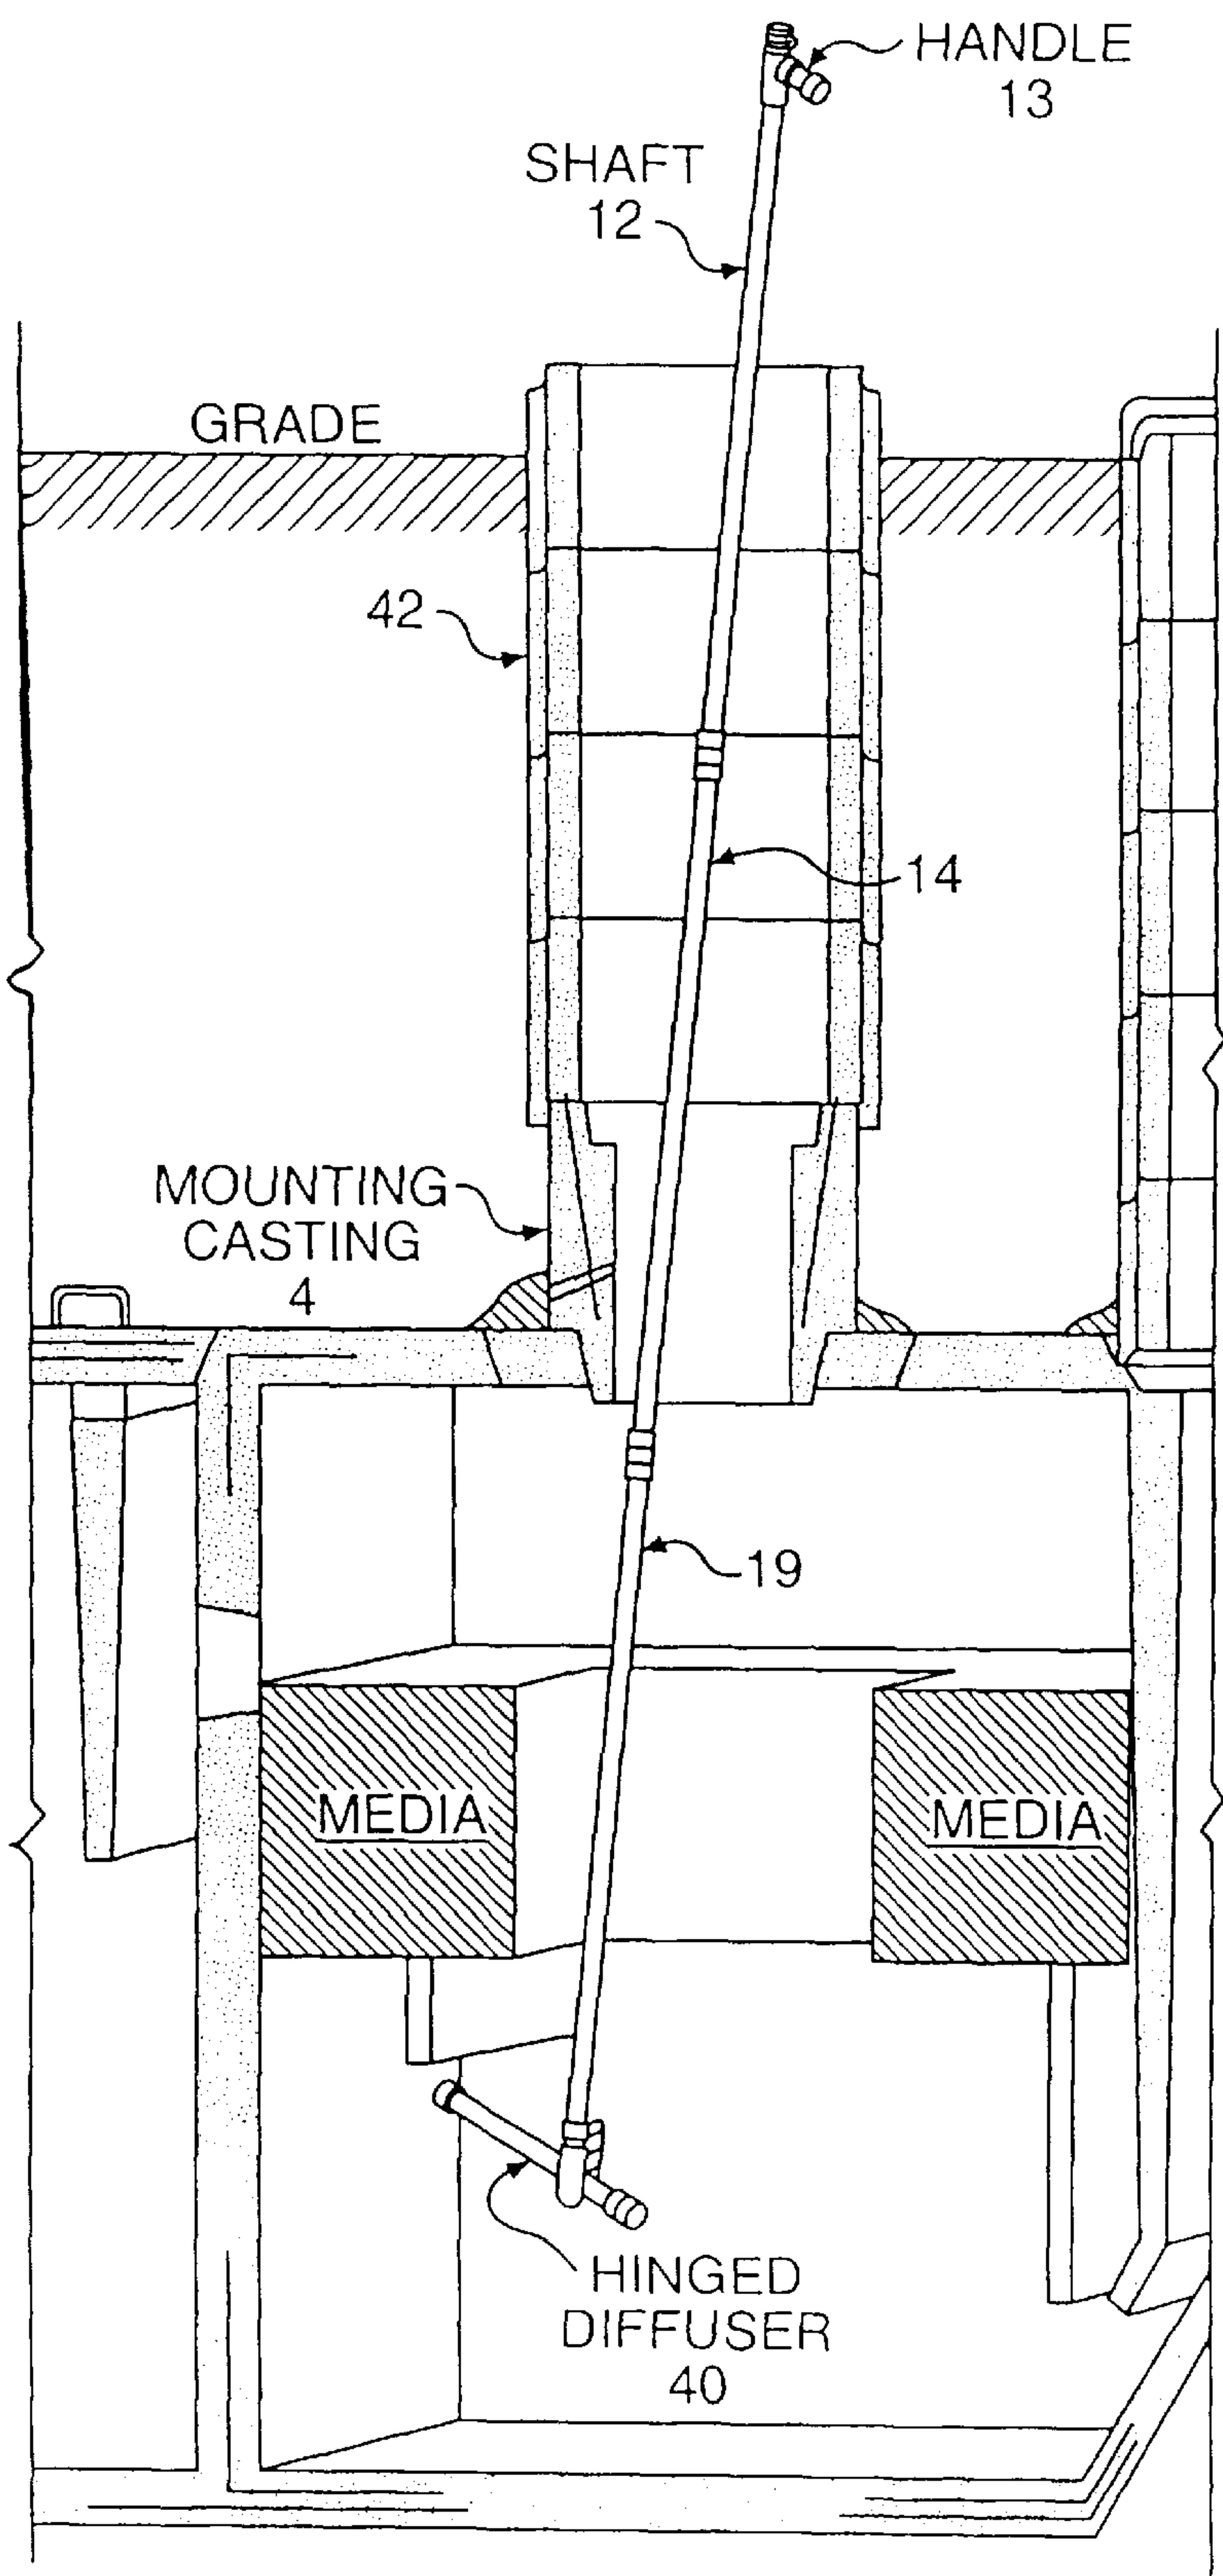 HANDLE
13
SHAFT
12
GRADE
42
14
MOUNTING
CASTING
4
19
MEDIA
MEDIA
HINGED
DIFFUSER
40